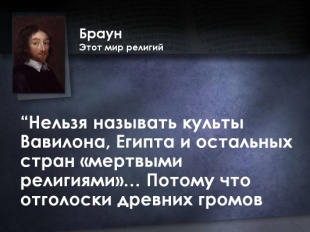 Браун
Этот мир религий
“Нельзя называть культы
Вавилона, Египта и остальных
стран «мертвыми
религиями»… Потому что
отголоски древних громов